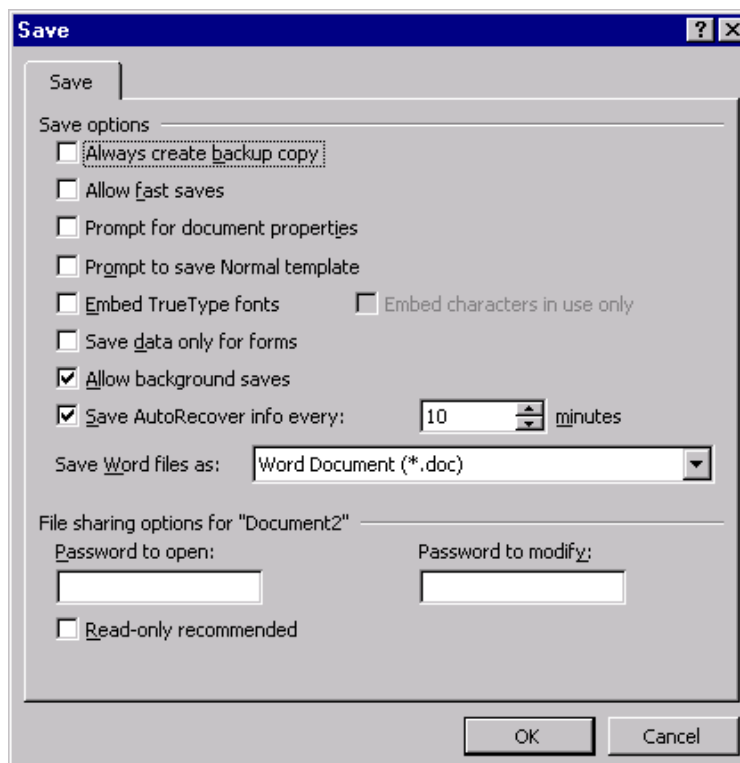 Save
Save
Save options
Always create backup copy
Allow fast saves
Prompt for document properties
Prompt to save Normal template
Embed TrueType fonts Embed characters in use only
Save data only for forms
Allow background saves
Save AutoRecover info every: 10 minutes
Save Word files as: Word Document (*.doc)
File sharing options for "Document2"
Password to open: Password to modify:
Read-only recommended
OK Cancel